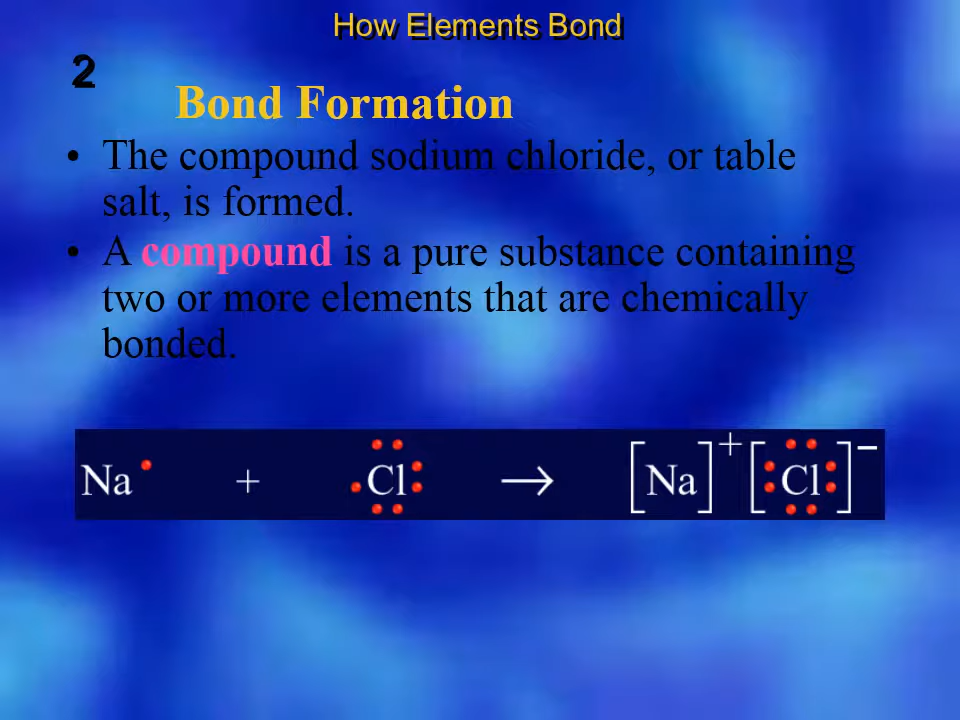 How Elements Bond
2
Bond Formation
• The compound sodium chloride, or table
salt, is formed.
• A compound is a pure substance containing
two or more elements that are chemically
bonded.
Na + Cl → [Na]+ [Cl]−